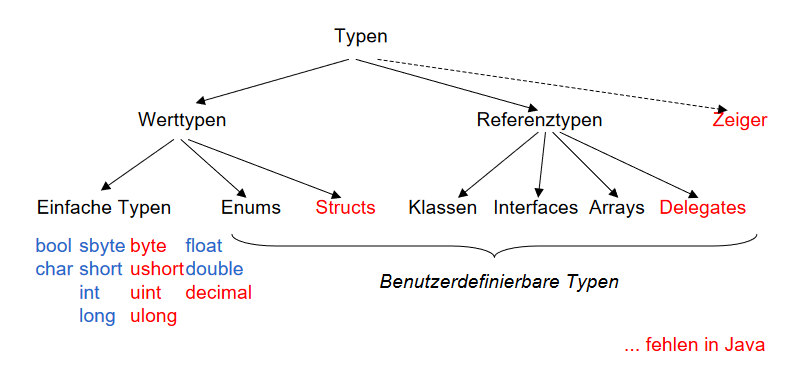 Typen
Werttypen Referenztypen Zeiger
Einfache Typen Enums Structs Klassen Interfaces Arrays Delegates
bool sbyte byte float
char short ushort double
int uint decimal
long ulong
Benutzerdefinierbare Typen
... fehlen in Java